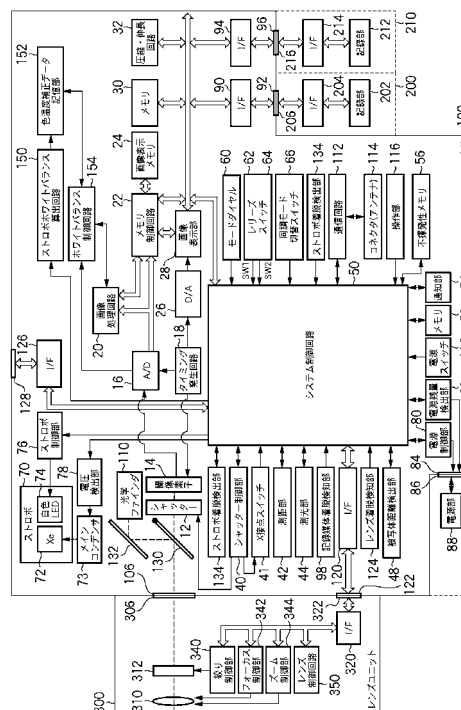 152
色温度補正データ
記憶部
150
ストロボホワイトバランス
算出回路
154
ホワイトバランス
制御回路
126
I/F
128
76
ストロボ
制御部
70
ストロボ
74
白色
LED
72
Xe
73
メイン
コンデンサ
78
電圧
検出部
32
圧縮・伸長
回路
30
メモリ
24
画像表示
メモリ
22
メモリ
制御回路
20
画像
処理回路
28
画像
表示部
26
D/A
16
A/D
18
タイミング
発生回路
14
撮像素子
12
シャッター
110
光学
ファインダ
132
130
94
I/F
96
214
I/F
216
212
記録部
210
90
I/F
92
204
I/F
206
202
記録部
200
60
モードダイヤル
62
レリーズ
スイッチ
64
SW1
SW2
66
同調モード
切替スイッチ
134
ストロボ着脱検出部
112
通信回路
114
コネクタ(アンテナ)
116
操作部
56
不揮発性メモリ
50
システム制御回路
通知部
メモリ
電源
スイッチ
電源残量
検出部
80
電源
制御部
84
86
88
電源部
134
ストロボ着脱検出部
40
シャッター制御部
41
X接点スイッチ
42
測距部
44
測光部
98
記録媒体着脱検知部
120
I/F
122
124
レンズ着脱検知部
48
被写体距離検出部
106
306
300
312
310
340
絞り
制御部
342
フォーカス
制御部
344
ズーム
制御部
350
レンズ
制御回路
322
320
I/F
レンズユニット